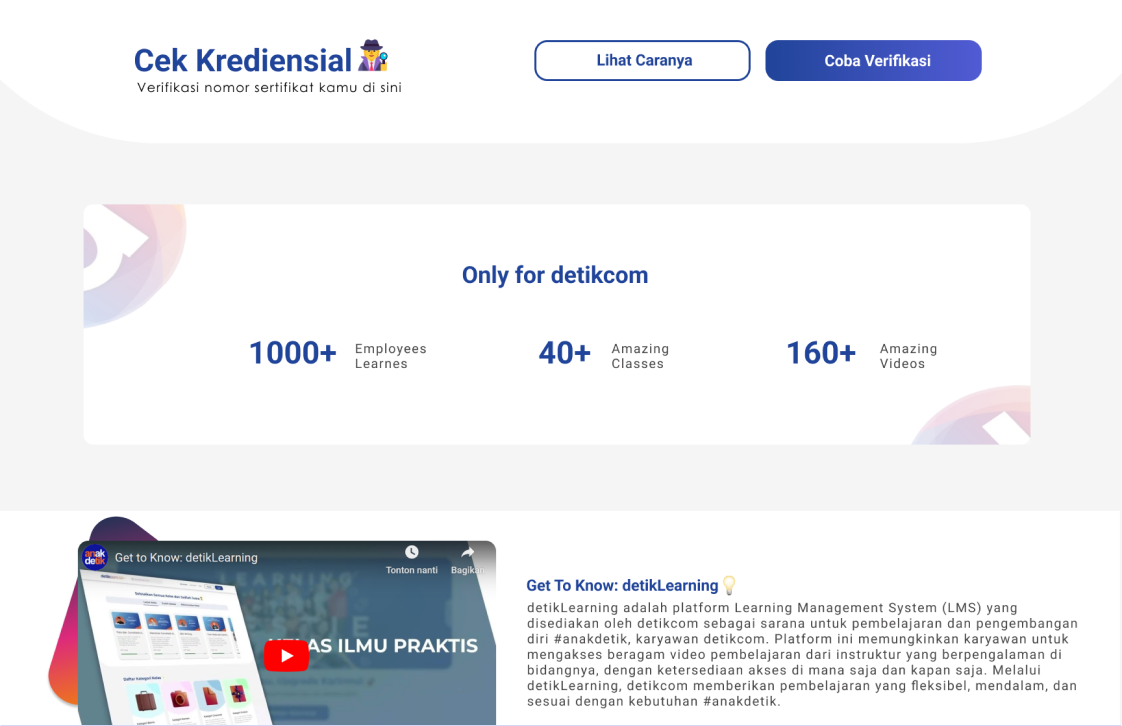 Cek Krediensial
Verifikasi nomor sertifikat kamu di sini
Lihat Caranya
Coba Verifikasi
Only for detikcom
1000+
Employees
Learnes
40+
Amazing
Classes
160+
Amazing
Videos
anak
detik
Get to Know: detikLearning
Tonton nanti
Bagikan
LEARNING
AS ILMU PRAKTIS
Get To Know: detikLearning
detikLearning adalah platform Learning Management System (LMS) yang
disediakan oleh detikcom sebagai sarana untuk pembelajaran dan pengembangan
diri #anakdetik, karyawan detikcom. Platform ini memungkinkan karyawan untuk
mengakses beragam video pembelajaran dari instruktur yang berpengalaman di
bidangnya, dengan ketersediaan akses di mana saja dan kapan saja. Melalui
detikLearning, detikcom memberikan pembelajaran yang fleksibel, mendalam, dan
sesuai dengan kebutuhan #anakdetik.